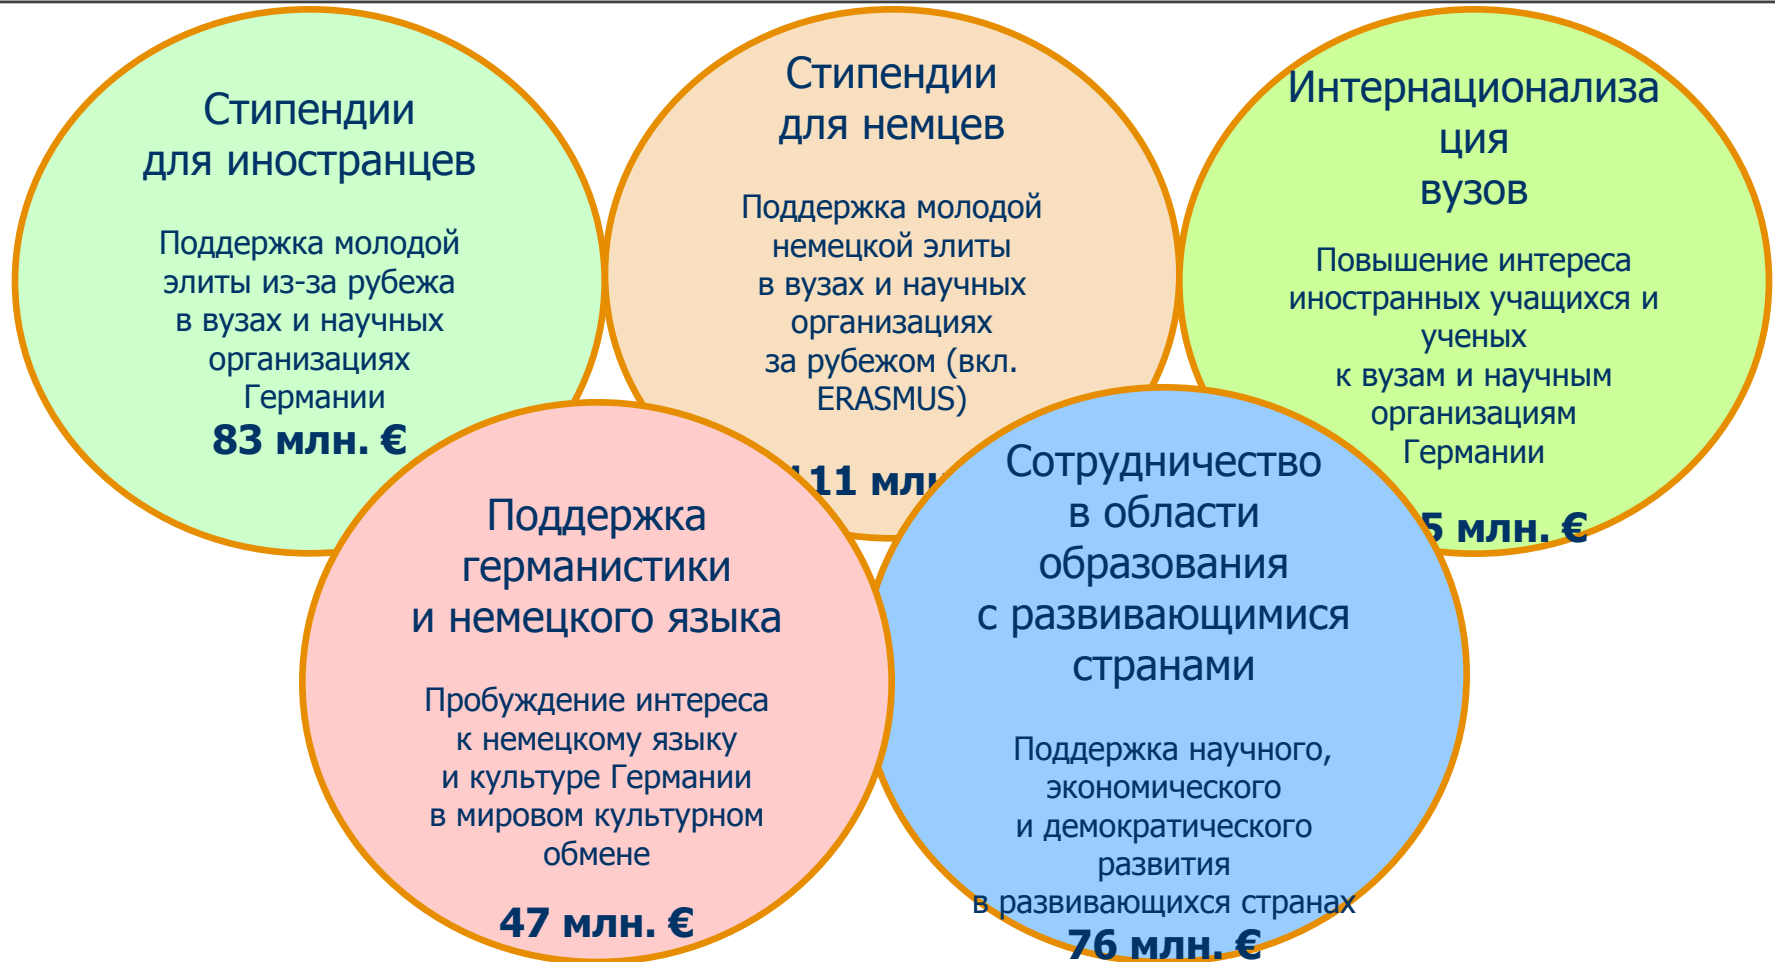 Стипендии
для иностранцев
Поддержка молодой
элиты из-за рубежа
в вузах и научных
организациях
Германии
83 млн. €
Стипендии
для немцев
Поддержка молодой
немецкой элиты
в вузах и научных
организациях
за рубежом (вкл.
ERASMUS)
Интернационализа
ция
вузов
Повышение интереса
иностранных учащихся и
ученых
к вузам и научным
организациям
Германии
млн. €
Поддержка
германистики
и немецкого языка
Пробуждение интереса
к немецкому языку
и культуре Германии
в мировом культурном
обмене
47 млн. €
Сотрудничество
в области
образования
с развивающимися
странами
Поддержка научного,
экономического
и демократического
развития
в развивающихся странах
76 млн. €